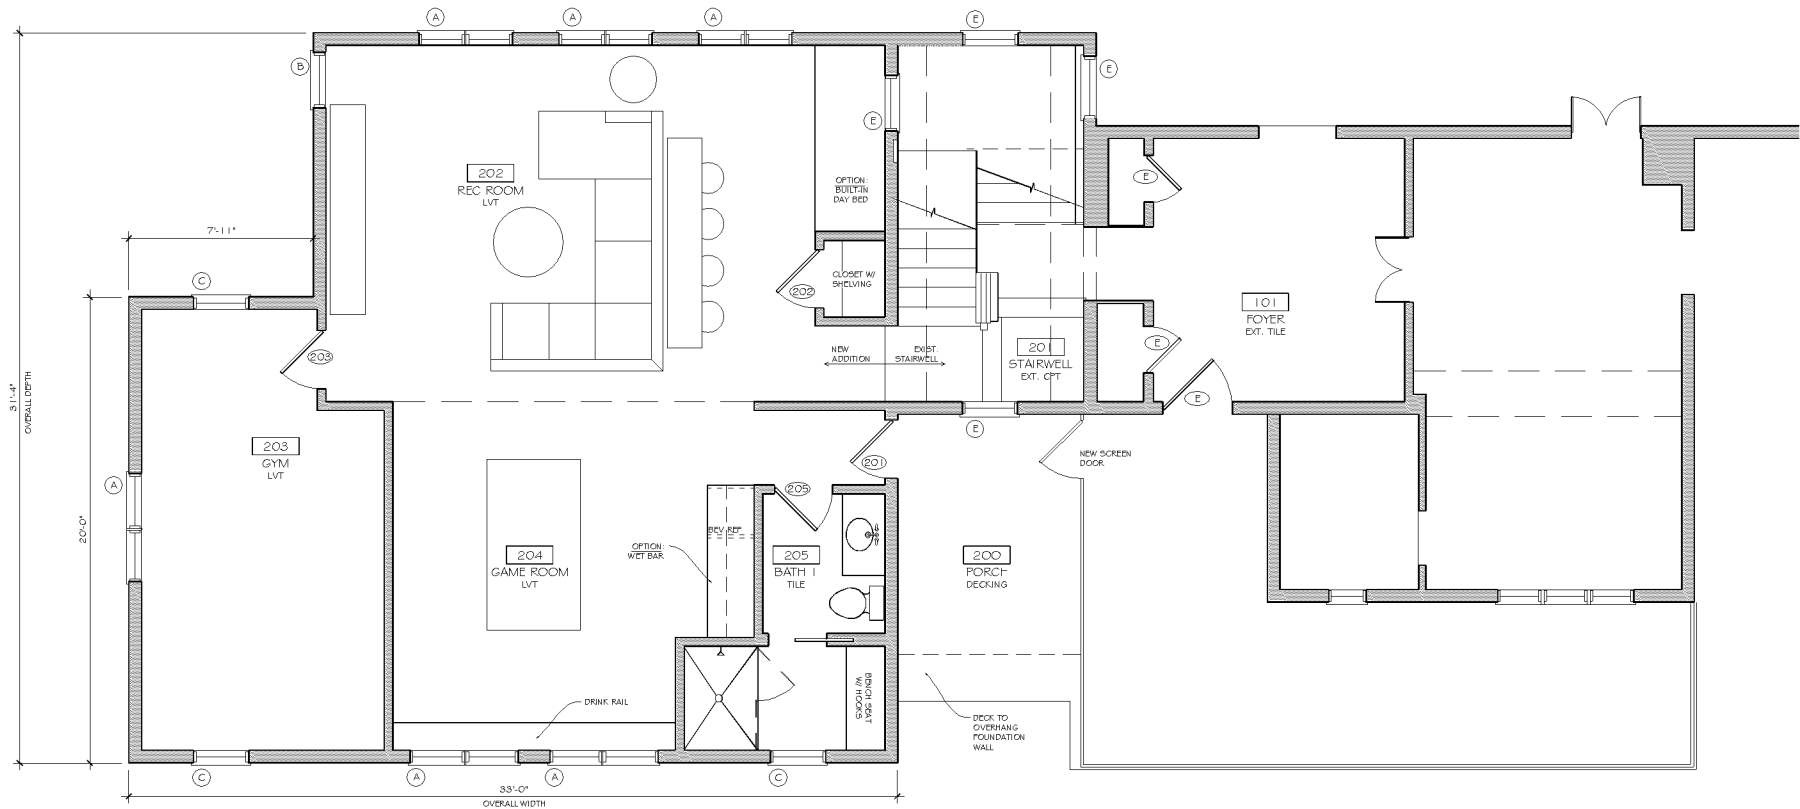 A
A
A
E
B
E
E
OPTION:
BUILT-IN
DAY BED
202
REC ROOM
LVT
E
7'-11"
C
CLOSET W/
SHELVING
202
101
FOYER
EXT. TILE
203
NEW
ADDITION
EXIST.
STAIRWELL
201
STAIRWELL
EXT. CPT
E
E
31'-4"
OVERALL DEPTH
E
203
GYM
LVT
201
NEW SCREEN
DOOR
A
205
20'-0"
BEV REF
OPTION:
WET BAR
204
GAME ROOM
LVT
205
BATH 1
TILE
200
PORCH
DECKING
BENCH SEAT
W/ HOOKS
DRINK RAIL
DECK TO
OVERHANG
FOUNDATION
WALL
C
A
A
C
33'-0"
OVERALL WIDTH